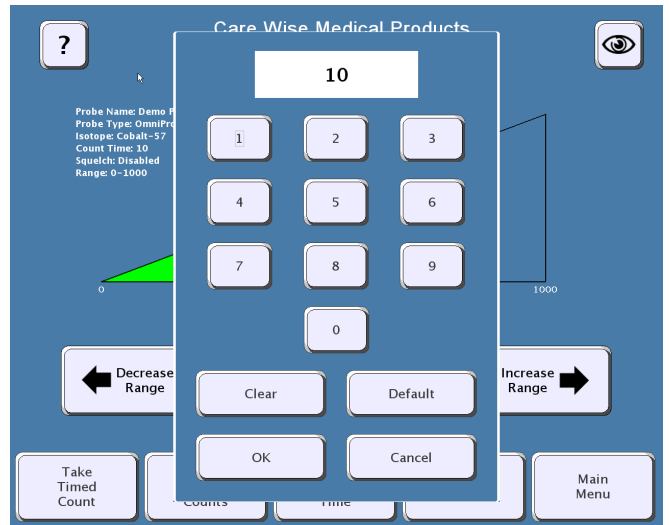 Care Wise Medical Products
?
10
Probe Name: Demo P
Probe Type: OmniPro
Isotope: Cobalt-57
Count Time: 10
Squelch: Disabled
Range: 0-1000
1 2 3
4 5 6
7 8 9
0
0 1000
Decrease
Range
Increase
Range
Clear Default
OK Cancel
Take
Timed
Count
Counts
Time
Main
Menu